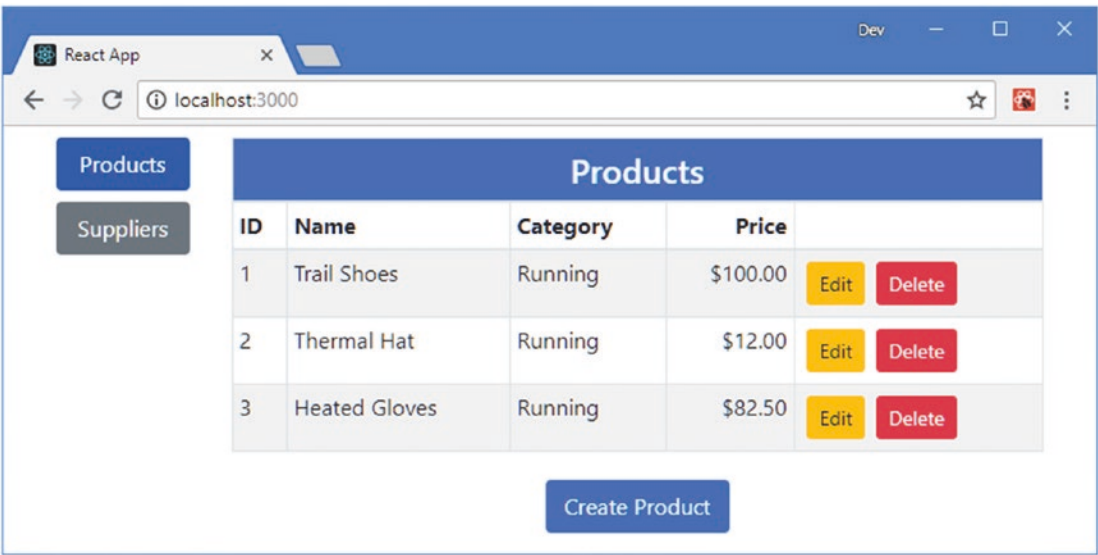 Dev
React App
localhost:3000
Products
Suppliers
Products
ID Name Category Price
1 Trail Shoes Running $100.00 Edit Delete
2 Thermal Hat Running $12.00 Edit Delete
3 Heated Gloves Running $82.50 Edit Delete
Create Product